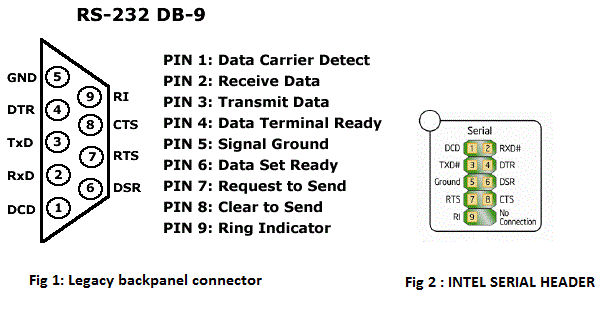 RS-232 DB-9
GND 5
9 RI
DTR 4
8 CTS
TxD 3
7 RTS
RxD 2
6 DSR
DCD 1
PIN 1: Data Carrier Detect
PIN 2: Receive Data
PIN 3: Transmit Data
PIN 4: Data Terminal Ready
PIN 5: Signal Ground
PIN 6: Data Set Ready
PIN 7: Request to Send
PIN 8: Clear to Send
PIN 9: Ring Indicator
Serial
DCD 1 2 RXD#
TXD# 3 4 DTR
Ground 5 6 DSR
RTS 7 8 CTS
RI 9 No
Connection
Fig 1: Legacy backpanel connector
Fig 2 : INTEL SERIAL HEADER